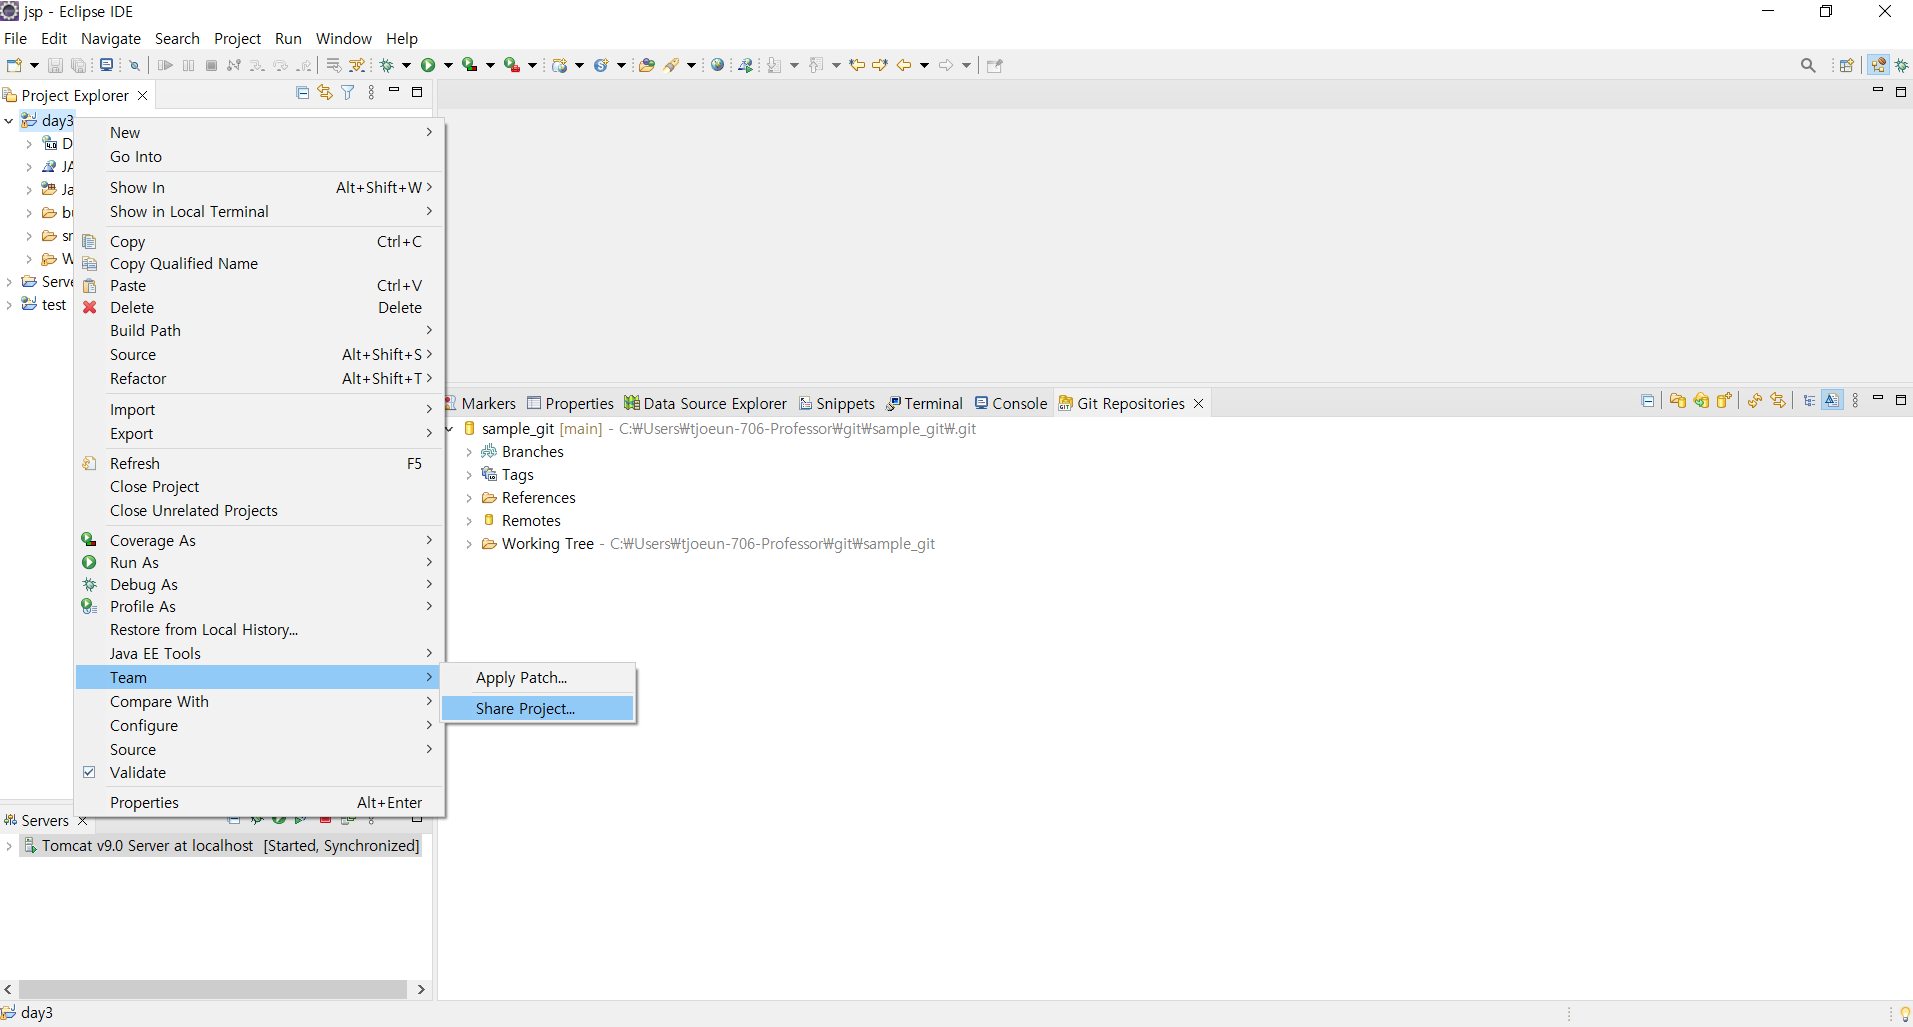 jsp - Eclipse IDE
File Edit Navigate Search Project Run Window Help
Project Explorer
day3
D
JA
Ja
bu
sr
W
Serve
test
New
Go Into
Show In Alt+Shift+W
Show in Local Terminal
Copy Ctrl+C
Copy Qualified Name
Paste Ctrl+V
Delete Delete
Build Path
Source Alt+Shift+S
Refactor Alt+Shift+T
Import
Export
Refresh F5
Close Project
Close Unrelated Projects
Coverage As
Run As
Debug As
Profile As
Restore from Local History...
Java EE Tools
Team
Compare With
Configure
Source
Validate
Properties Alt+Enter
Apply Patch...
Share Project...
Markers Properties Data Source Explorer Snippets Terminal Console Git Repositories
sample_git [main] - C:₩Users₩tjoeun-706-Professor₩git₩sample_git₩.git
Branches
Tags
References
Remotes
Working Tree - C:₩Users₩tjoeun-706-Professor₩git₩sample_git
Servers
Tomcat v9.0 Server at localhost [Started, Synchronized]
day3